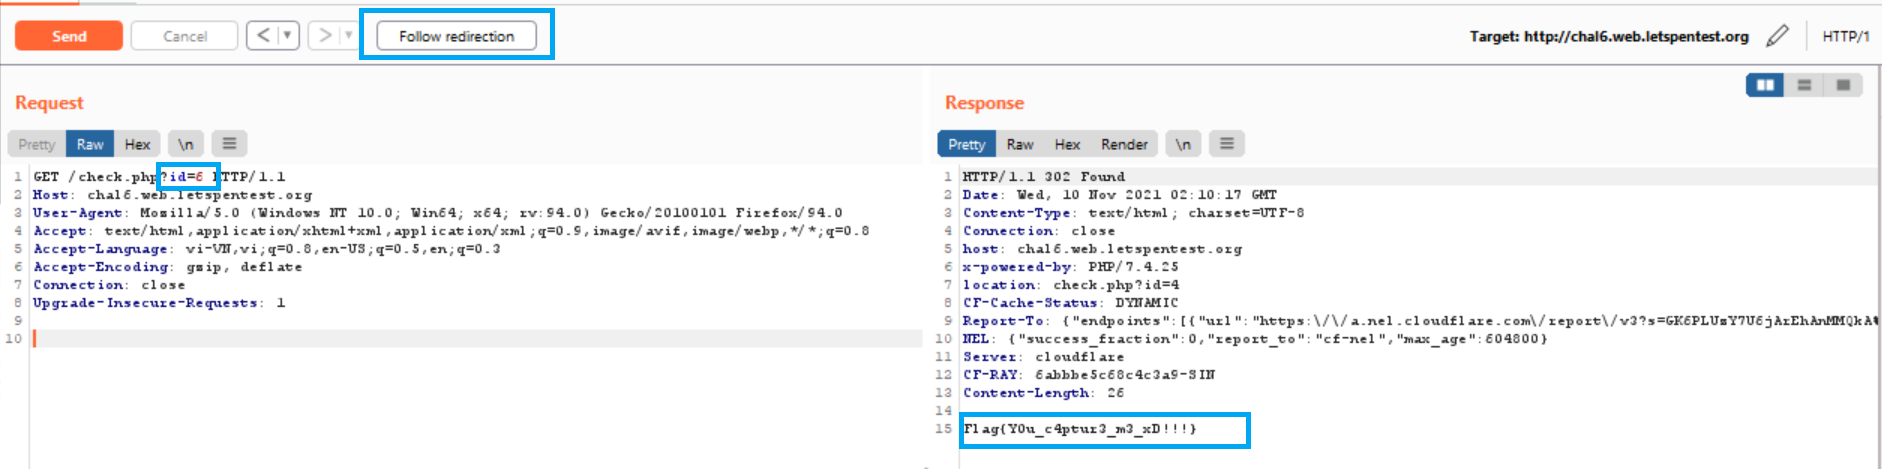 Send Cancel < > Follow redirection Target: http://chal6.web.letspentest.org HTTP/1
Request
Pretty Raw Hex \n
1 GET /check.php?id=6 HTTP/1.1
2 Host: chal6.web.letspentest.org
3 User-Agent: Mozilla/5.0 (Windows NT 10.0; Win64; x64; rv:94.0) Gecko/20100101 Firefox/94.0
4 Accept: text/html,application/xhtml+xml,application/xml;q=0.9,image/avif,image/webp,*/*;q=0.8
5 Accept-Language: vi-VN,vi;q=0.8,en-US;q=0.5,en;q=0.3
6 Accept-Encoding: gzip, deflate
7 Connection: close
8 Upgrade-Insecure-Requests: 1
9
10
Response
Pretty Raw Hex Render \n
1 HTTP/1.1 302 Found
2 Date: Wed, 10 Nov 2021 02:10:17 GMT
3 Content-Type: text/html; charset=UTF-8
4 Connection: close
5 host: chal6.web.letspentest.org
6 x-powered-by: PHP/7.4.25
7 location: check.php?id=4
8 CF-Cache-Status: DYNAMIC
9 Report-To: {"endpoints":[{"url":"https:\/\/a.nel.cloudflare.com\/report\/v3?s=GK6PLUzY7U6jArEhAnMMQkA%
10 NEL: {"success_fraction":0,"report_to":"cf-nel","max_age":604800}
11 Server: cloudflare
12 CF-RAY: 6abbbe5c68c4c3a9-SIN
13 Content-Length: 26
14
15 Flag{Y0u_c4ptur3_m3_xD!!!}